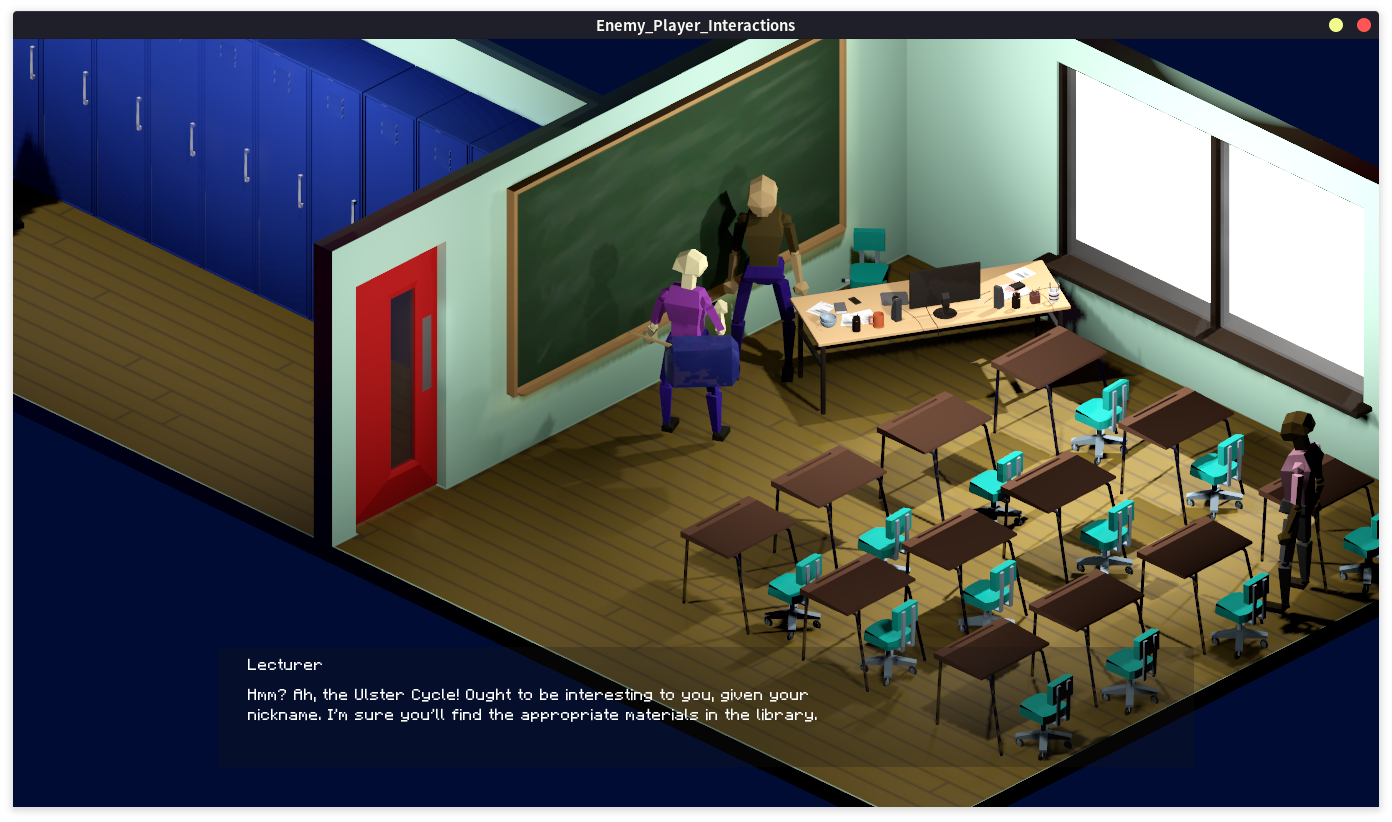 Enemy_Player_Interactions
Lecturer
Hmm? Ah, the Ulster Cycle! Ought to be interesting to you, given your
nickname. I'm sure you'll find the appropriate materials in the library.